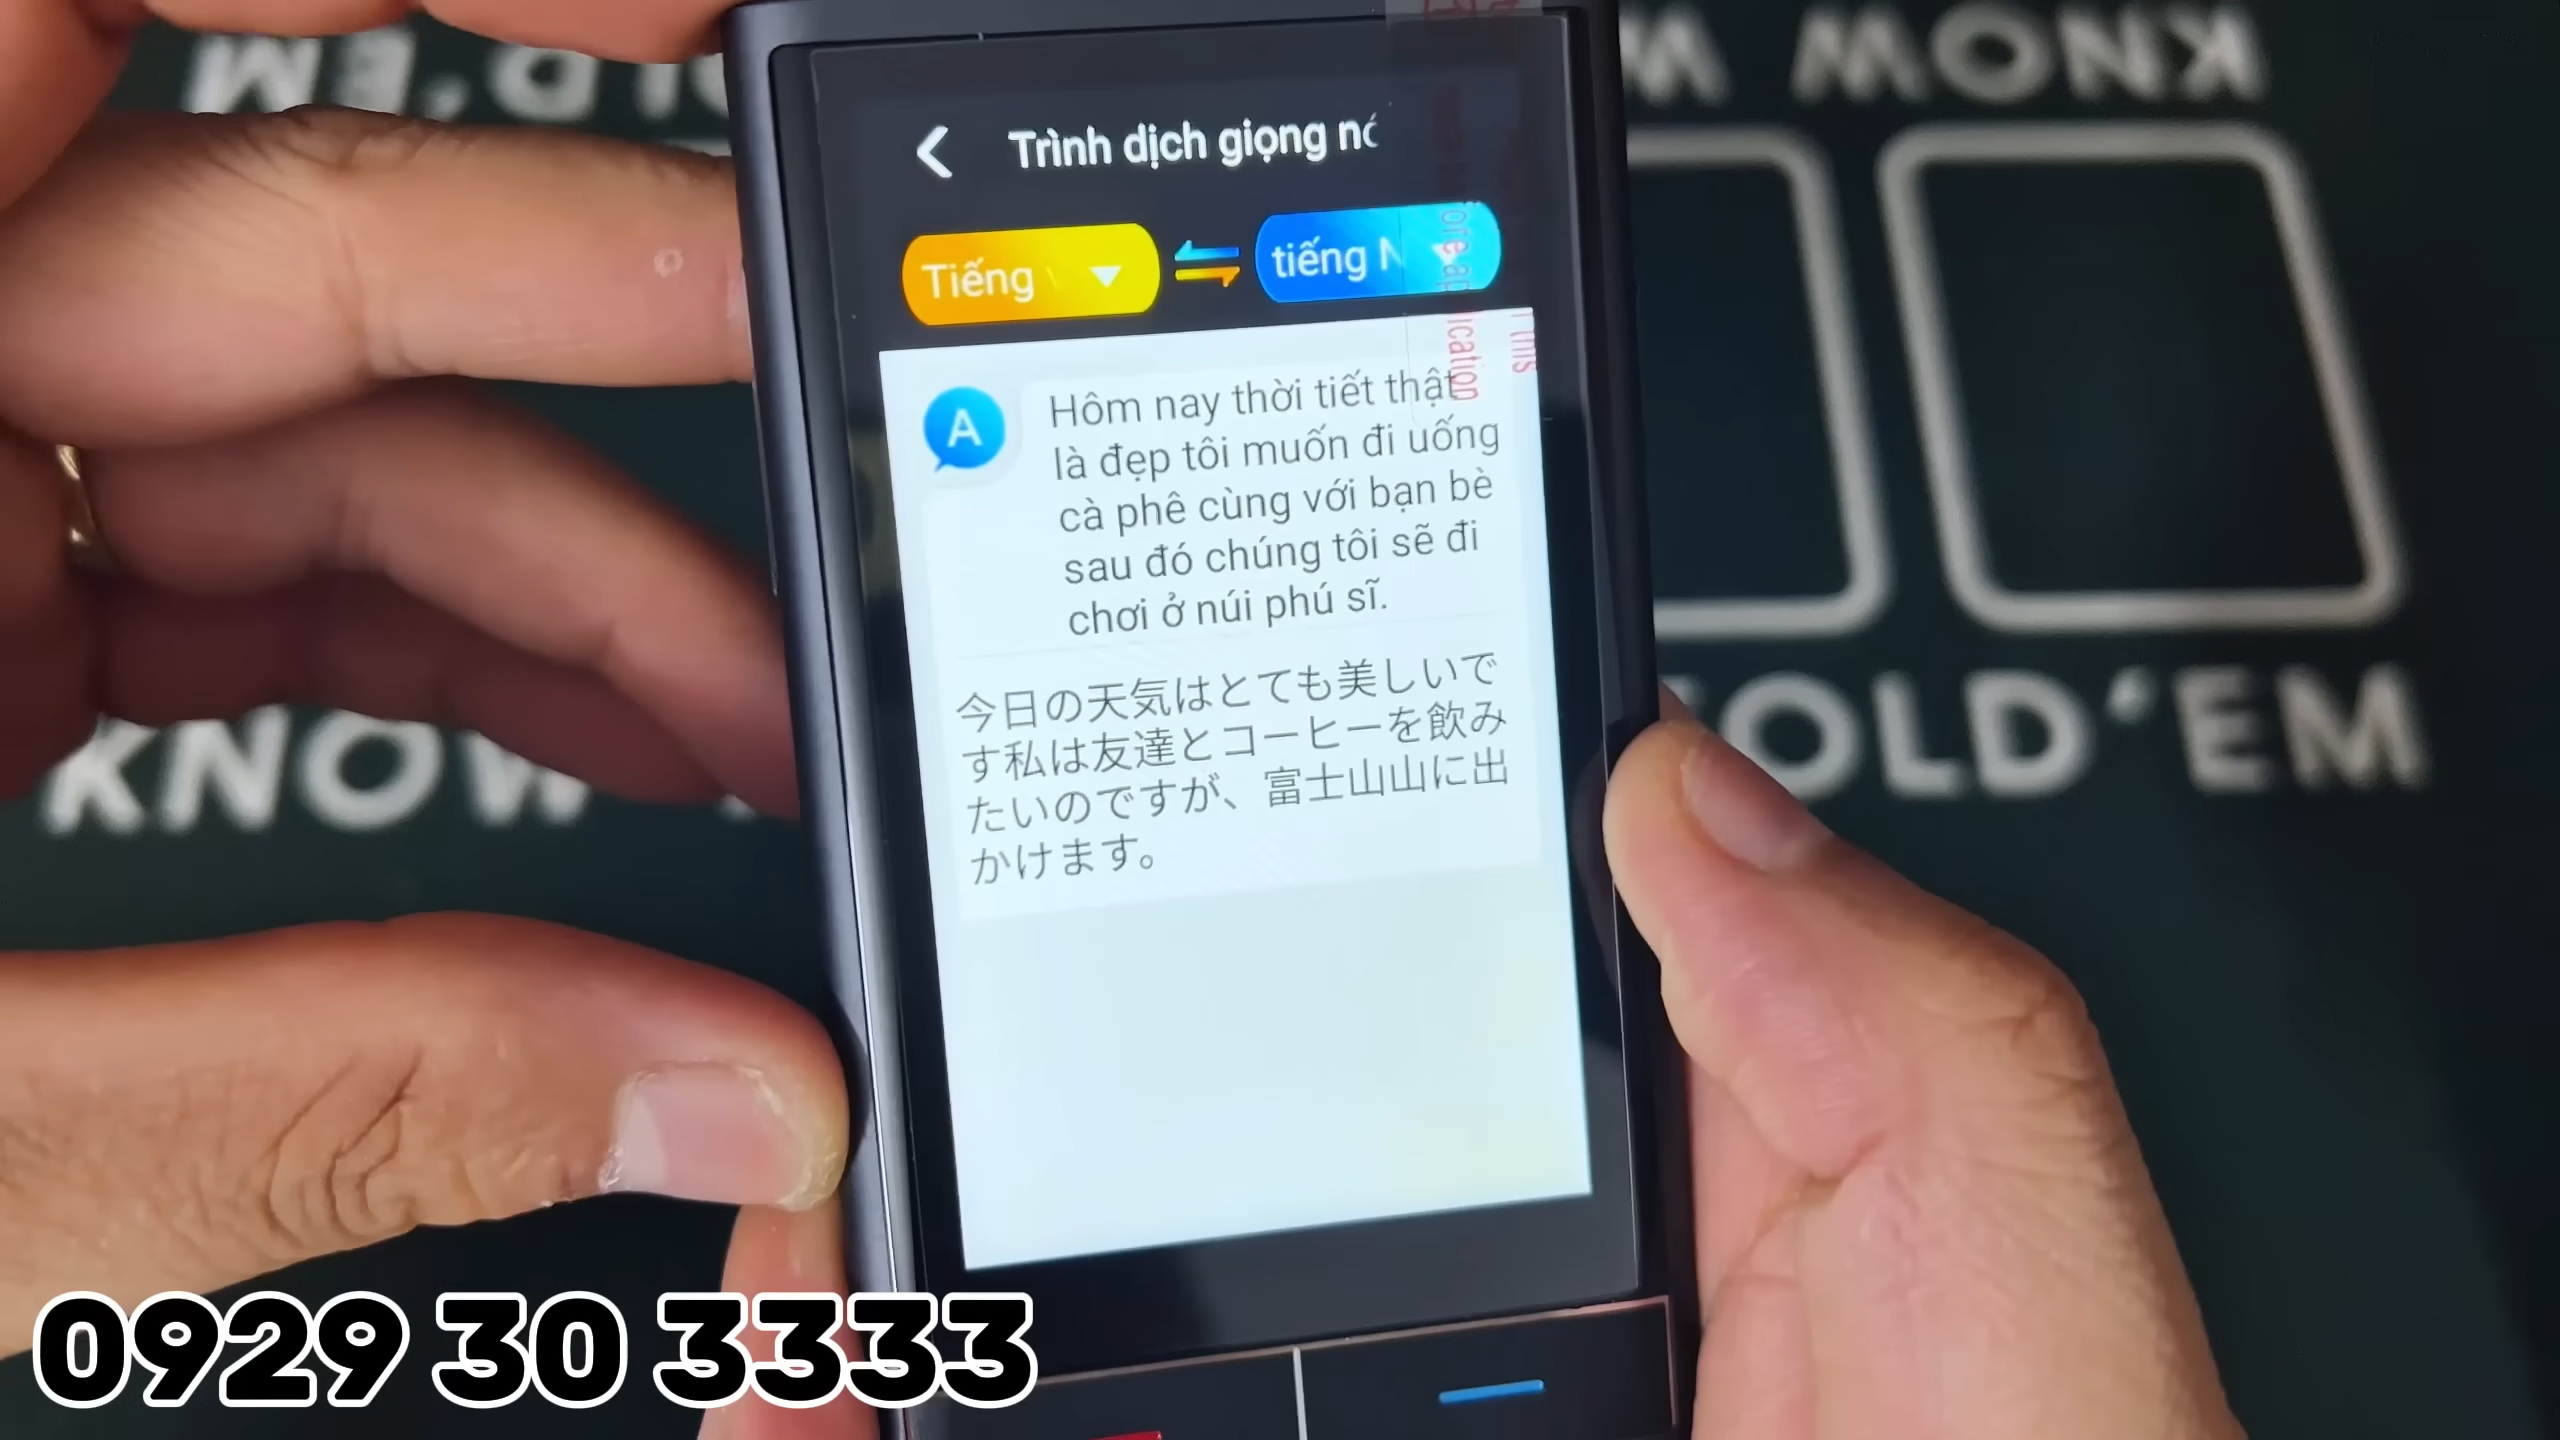 KNOW
Trình dịch giọng nó
Tiếng
tiếng N
Hôm nay thời tiết thật
là đẹp tôi muốn đi uống
cà phê cùng với bạn bè
sau đó chúng tôi sẽ đi
chơi ở núi phú sĩ.
今日の天気はとても美しいで
す私は友達とコーヒーを飲み
たいのですが、富士山山に出
かけます。
A
KNOW
OLD'EM
0929 30 3333